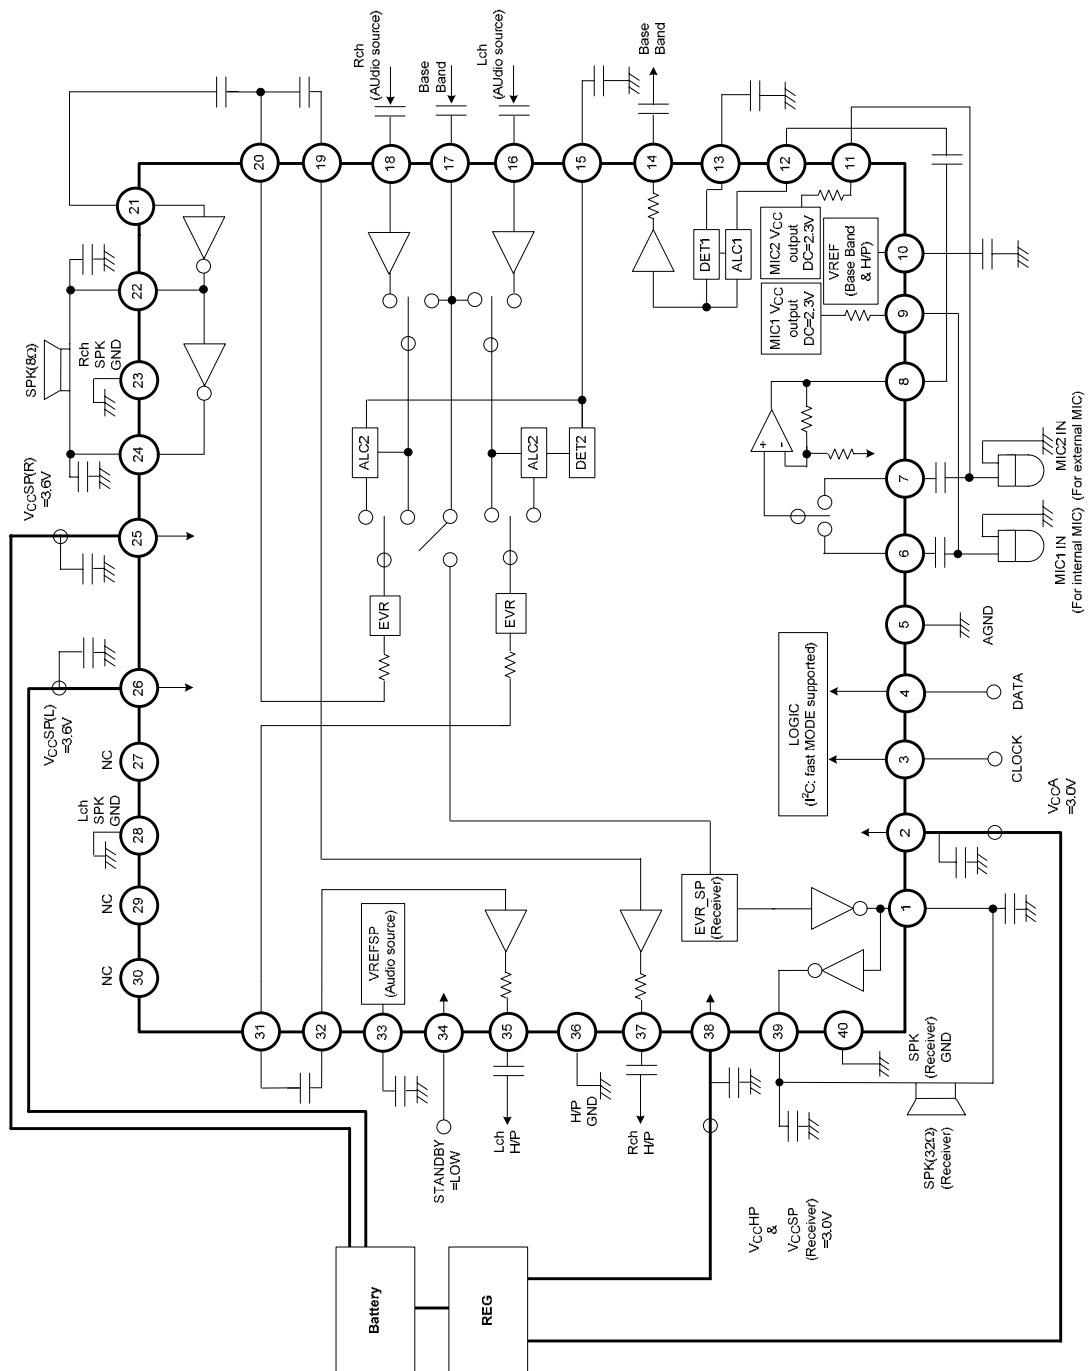 Rch
(AUdio source)
Base
Band
Lch
(AUdio source)
Base
Band
20
19
18
17
16
15
14
13
12
11
21
22
23
24
25
26
27
28
29
30
SPK(8Ω)
Rch
SPK
GND
VCCSP(R)
=3.6V
VCCSP(L)
=3.6V
NC
Lch
SPK
GND
NC
NC
DET1
ALC1
MIC2 VCC
output
DC=2.3V
VREF
(Base Band
& H/P)
MIC1 VCC
output
DC=2.3V
ALC2
ALC2
DET2
EVR
EVR
+
-
10
9
8
7
6
5
4
3
2
1
MIC2 IN
(For external MIC)
MIC1 IN
(For internal MIC)
AGND
DATA
CLOCK
VCCA
=3.0V
LOGIC
(I²C: fast MODE supported)
EVR_SP
(Receiver)
VREFSP
(Audio source)
31
32
33
34
35
36
37
38
39
40
STANDBY
=LOW
Lch
H/P
H/P
GND
Rch
H/P
SPK
(Receiver)
GND
SPK(32Ω)
(Receiver)
VCCHP
&
VCCSP
(Receiver)
=3.0V
Battery
REG